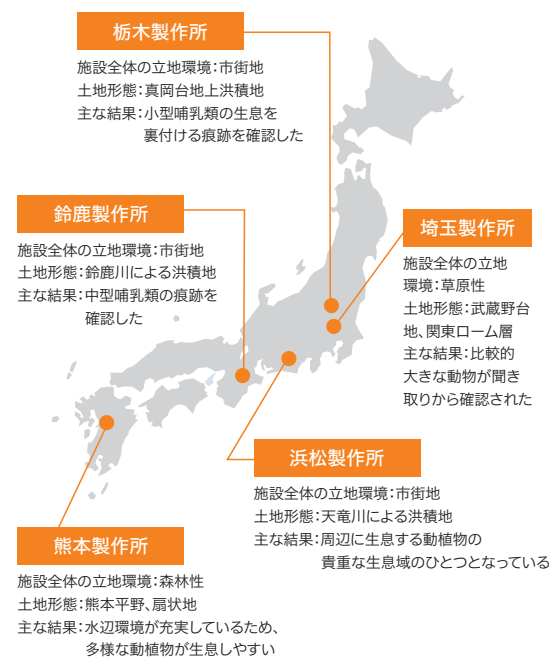 栃木製作所
施設全体の立地環境:市街地
土地形態:真岡台地上洪積地
主な結果:小型哺乳類の生息を
裏付ける痕跡を確認した
鈴鹿製作所
施設全体の立地環境:市街地
土地形態:鈴鹿川による洪積地
主な結果:中型哺乳類の痕跡を
確認した
埼玉製作所
施設全体の立地
環境:草原性
土地形態:武蔵野台
地、関東ローム層
主な結果:比較的
大きな動物が聞き
取りから確認された
浜松製作所
施設全体の立地環境:市街地
土地形態:天竜川による洪積地
主な結果:周辺に生息する動植物の
貴重な生息域のひとつとなっている
熊本製作所
施設全体の立地環境:森林性
土地形態:熊本平野、扇状地
主な結果:水辺環境が充実しているため、
多様な動植物が生息しやすい